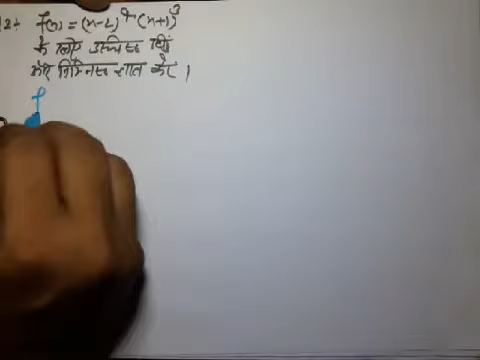 12. f(x) = (x-2)⁴ (x+1)³
के लिए उच्चिष्ठ बिंदु
और निम्निष्ठ ज्ञात करें ।
f